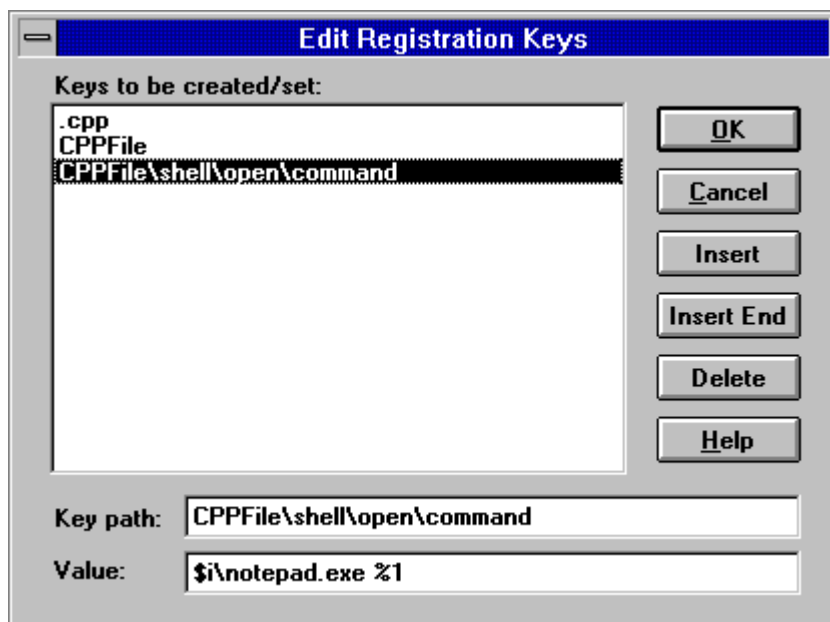 Edit Registration Keys
Keys to be created/set:
.cpp
CPPFile
CPPFile\shell\open\command
OK
Cancel
Insert
Insert End
Delete
Help
Key path: CPPFile\shell\open\command
Value: $i\notepad.exe %1